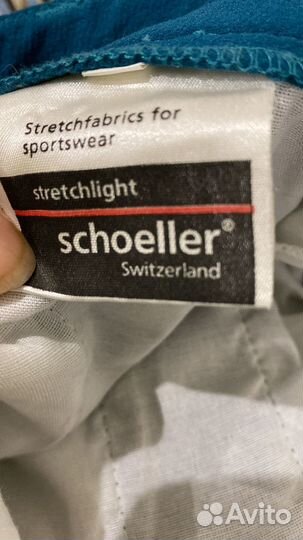 Stretchfabrics for
sportswear
stretchlight
schoeller®
Switzerland
Avito